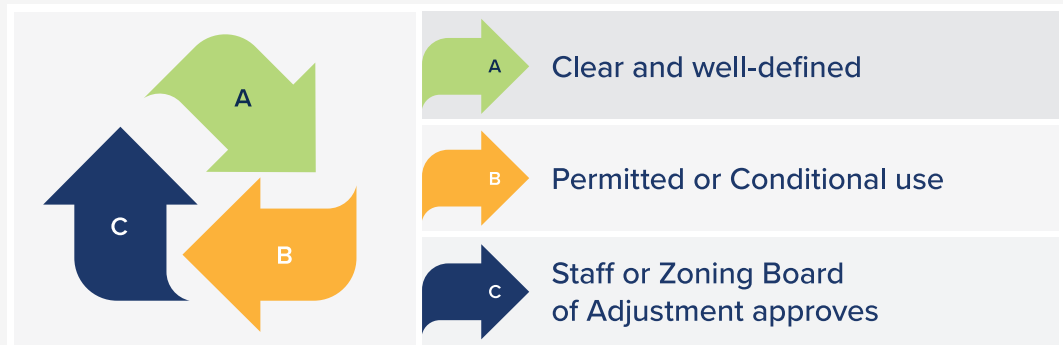 A
C
B
A
Clear and well-defined
B
Permitted or Conditional use
C
Staff or Zoning Board
of Adjustment approves